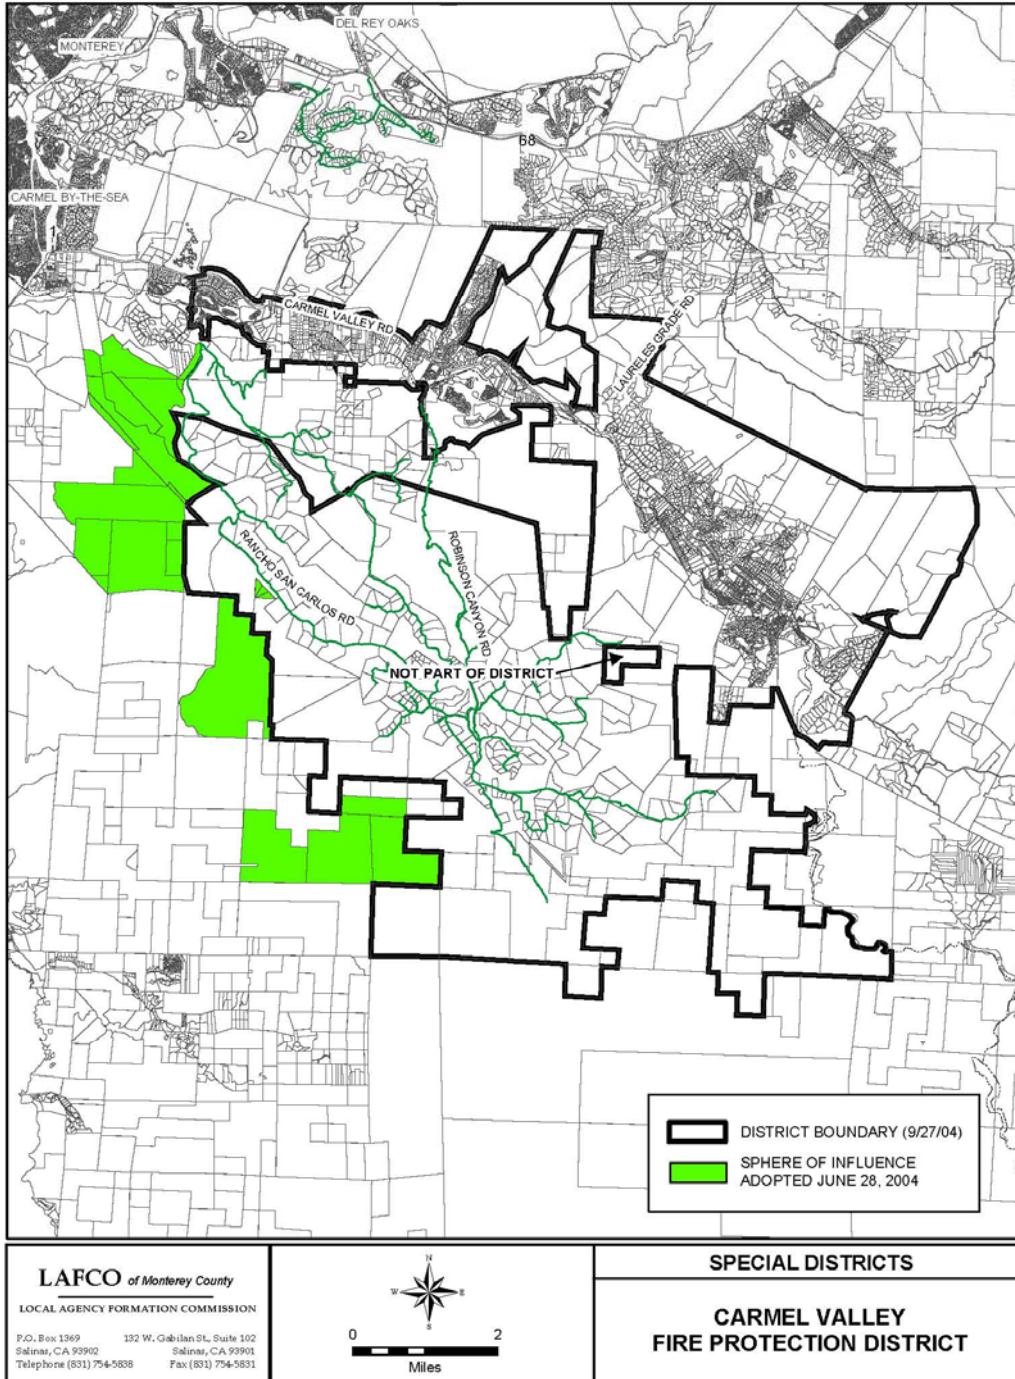 DEL REY OAKS
MONTEREY
68
CARMEL BY-THE-SEA
1
CARMEL VALLEY RD
LAURELES GRADE RD
RANCHO SAN CARLOS RD
ROBINSON CANYON RD
NOT PART OF DISTRICT
DISTRICT BOUNDARY (9/27/04)
SPHERE OF INFLUENCE
ADOPTED JUNE 28, 2004
LAFCO of Monterey County
LOCAL AGENCY FORMATION COMMISSION
P.O. Box 1369 132 W. Gabilan St., Suite 102
Salinas, CA 93902 Salinas, CA 93901
Telephone (831) 754-5838 Fax (831) 754-5831
N
W E
S
0 2
Miles
SPECIAL DISTRICTS
CARMEL VALLEY
FIRE PROTECTION DISTRICT